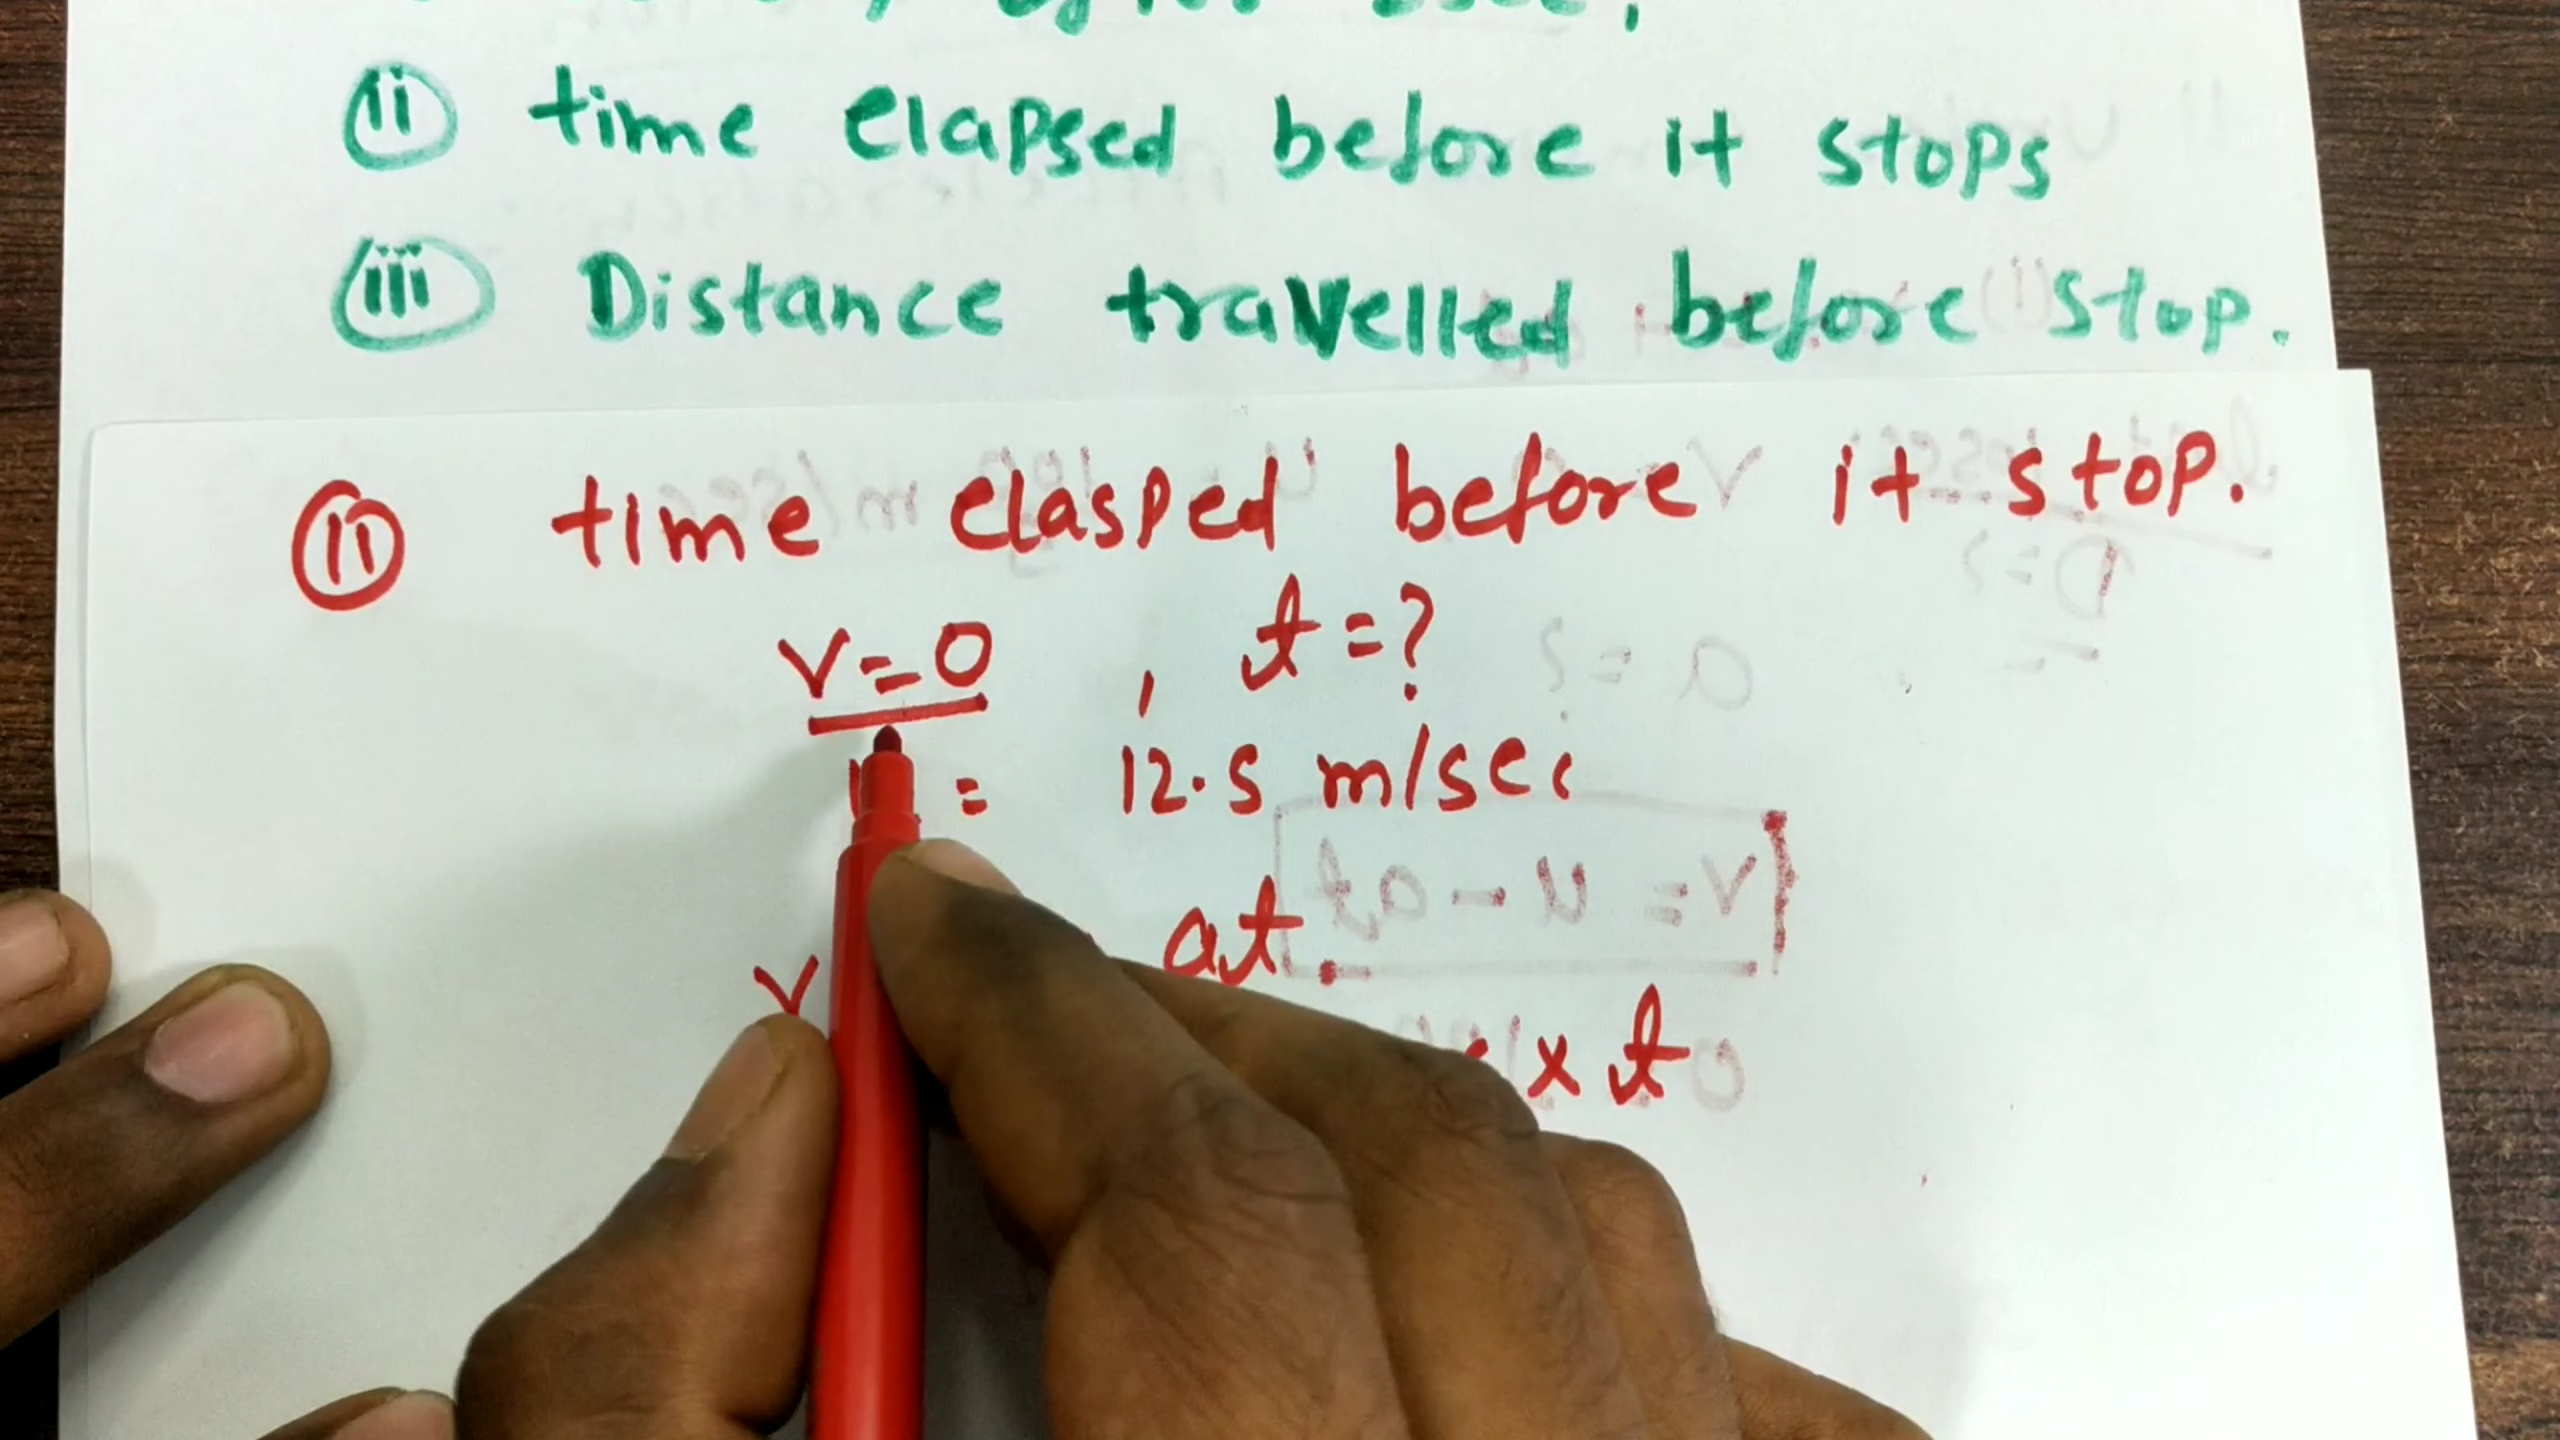 ii time elapsed before it stops
iii Distance travelled before stop.
ii time elasped before it stop.
V=0 , t=?
= 12.5 m/sec
V at
x t